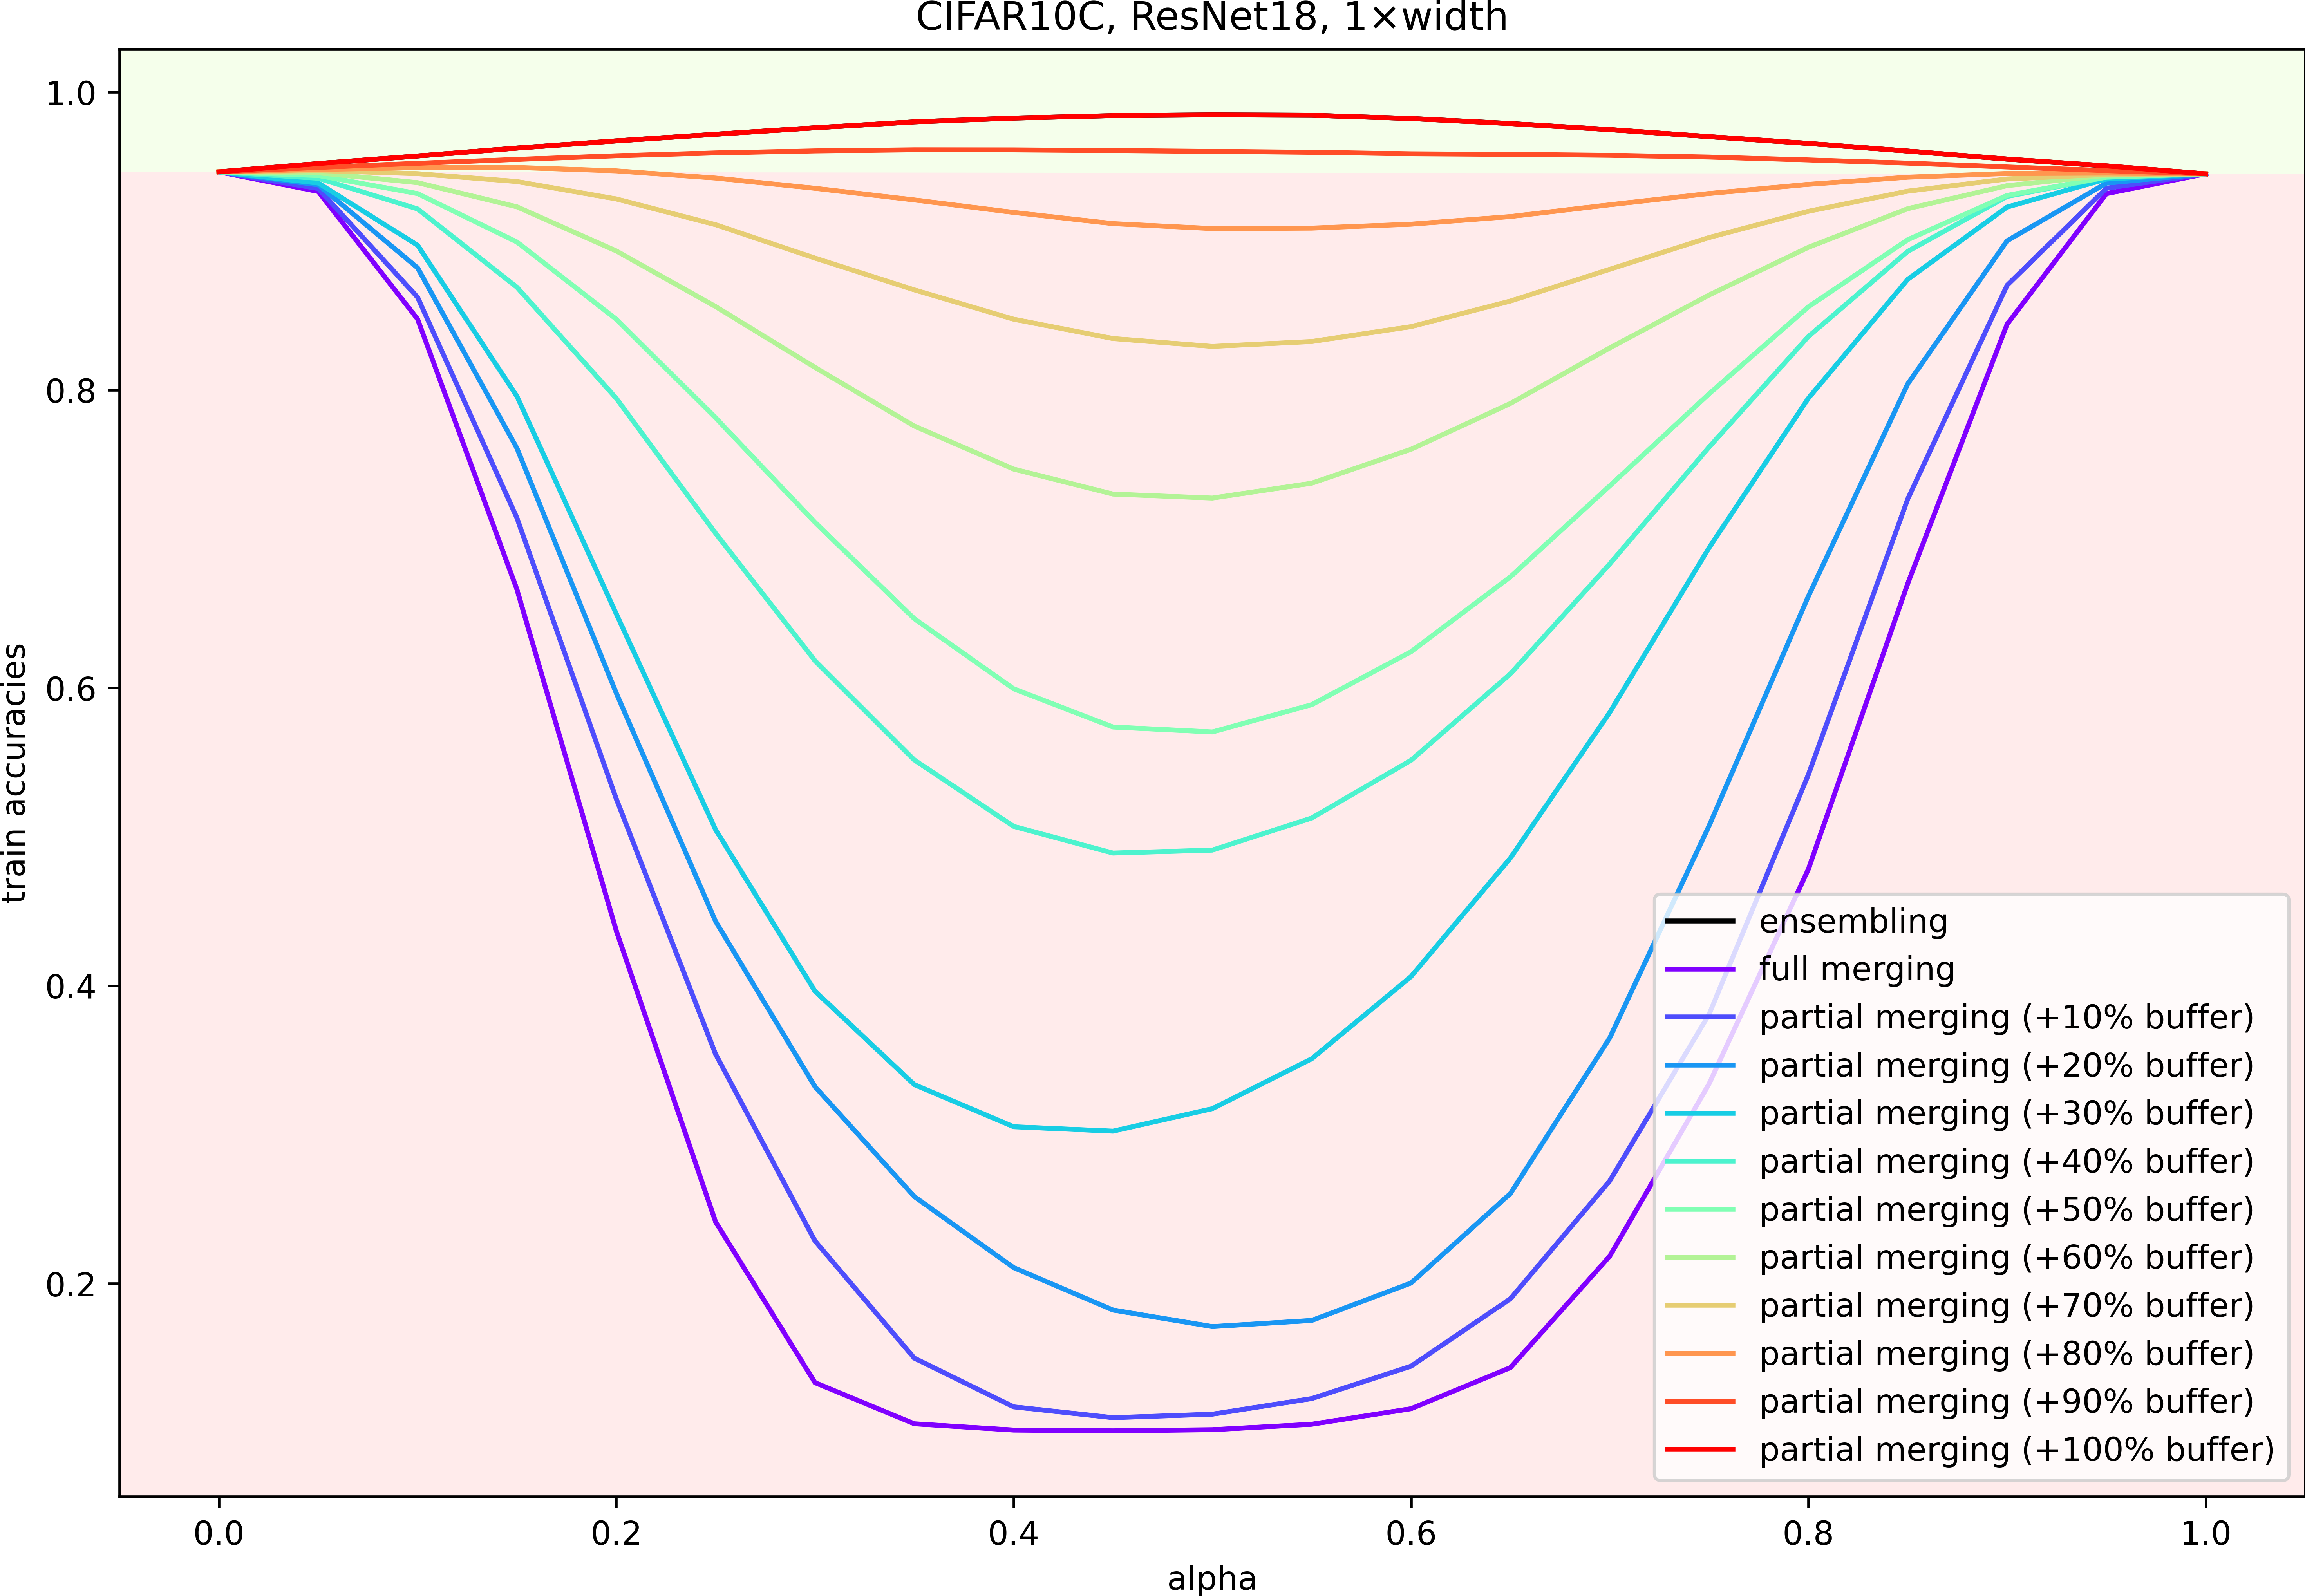 CIFAR10C, ResNet18, 1×width
train accuracies
1.0
0.8
0.6
0.4
0.2
0.0
0.2
0.4
0.6
0.8
1.0
alpha
ensembling
full merging
partial merging (+10% buffer)
partial merging (+20% buffer)
partial merging (+30% buffer)
partial merging (+40% buffer)
partial merging (+50% buffer)
partial merging (+60% buffer)
partial merging (+70% buffer)
partial merging (+80% buffer)
partial merging (+90% buffer)
partial merging (+100% buffer)